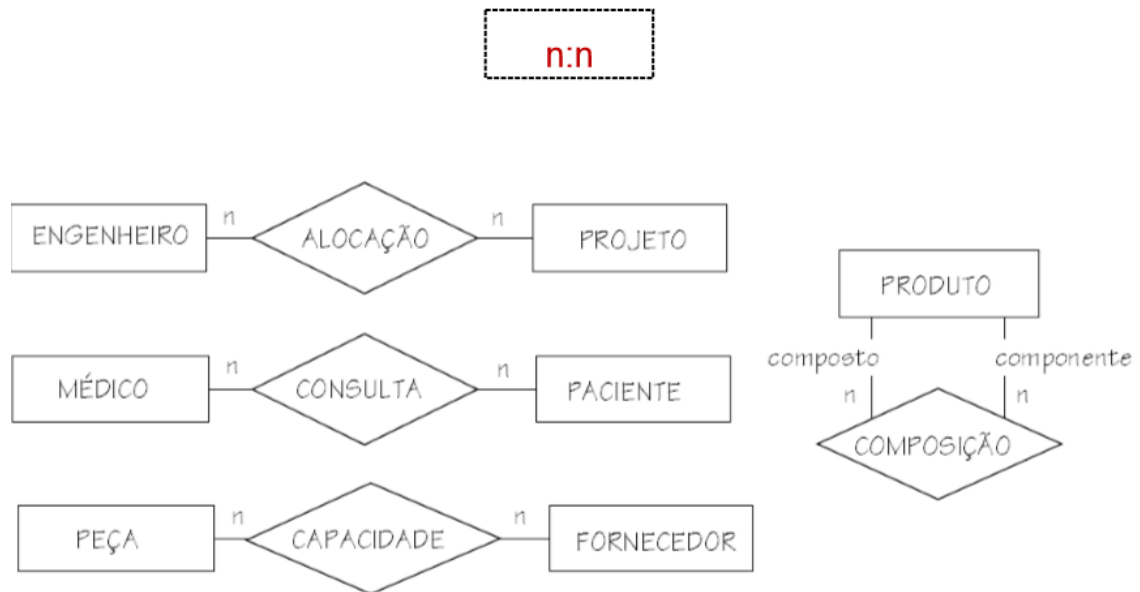 n:n
ENGENHEIRO n ALOCAÇÃO n PROJETO
MÉDICO n CONSULTA n PACIENTE
PEÇA n CAPACIDADE n FORNECEDOR
PRODUTO
composto componente
n n
COMPOSIÇÃO